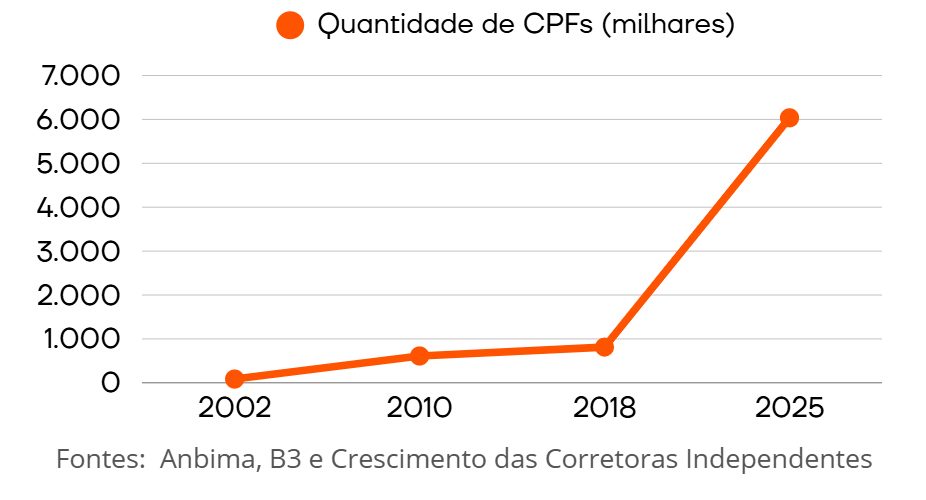 Quantidade de CPFs (milhares)
7.000
6.000
5.000
4.000
3.000
2.000
1.000
0
2002 2010 2018 2025
Fontes: Anbima, B3 e Crescimento das Corretoras Independentes